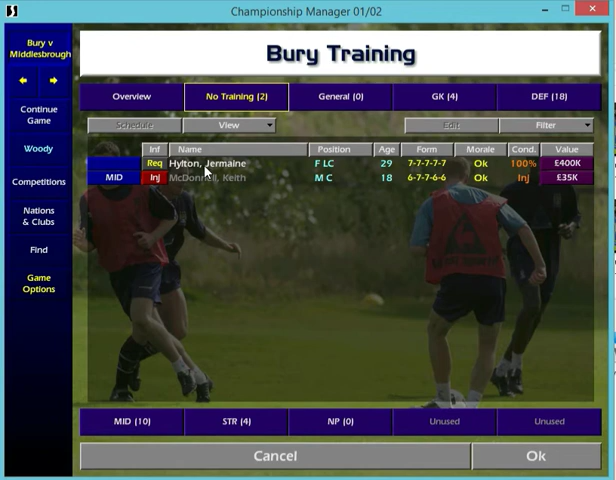 Championship Manager 01/02
Bury v
Middlesbrough
Bury Training
Overview
No Training (2)
General (0)
GK (4)
DEF (18)
Continue
Game
Schedule
View
Edit
Filter
Woody
Inf Name Position Age Form Morale Cond. Value
Req Hylton, Jermaine F LC 29 7-7-7-7-7 Ok 100% £400K
MID Inj McDonnell, Keith M C 18 6-7-7-6-6 Ok Inj £35K
Competitions
Nations
& Clubs
Find
Game
Options
MID (10)
STR (4)
NP (0)
Unused
Unused
Cancel
Ok